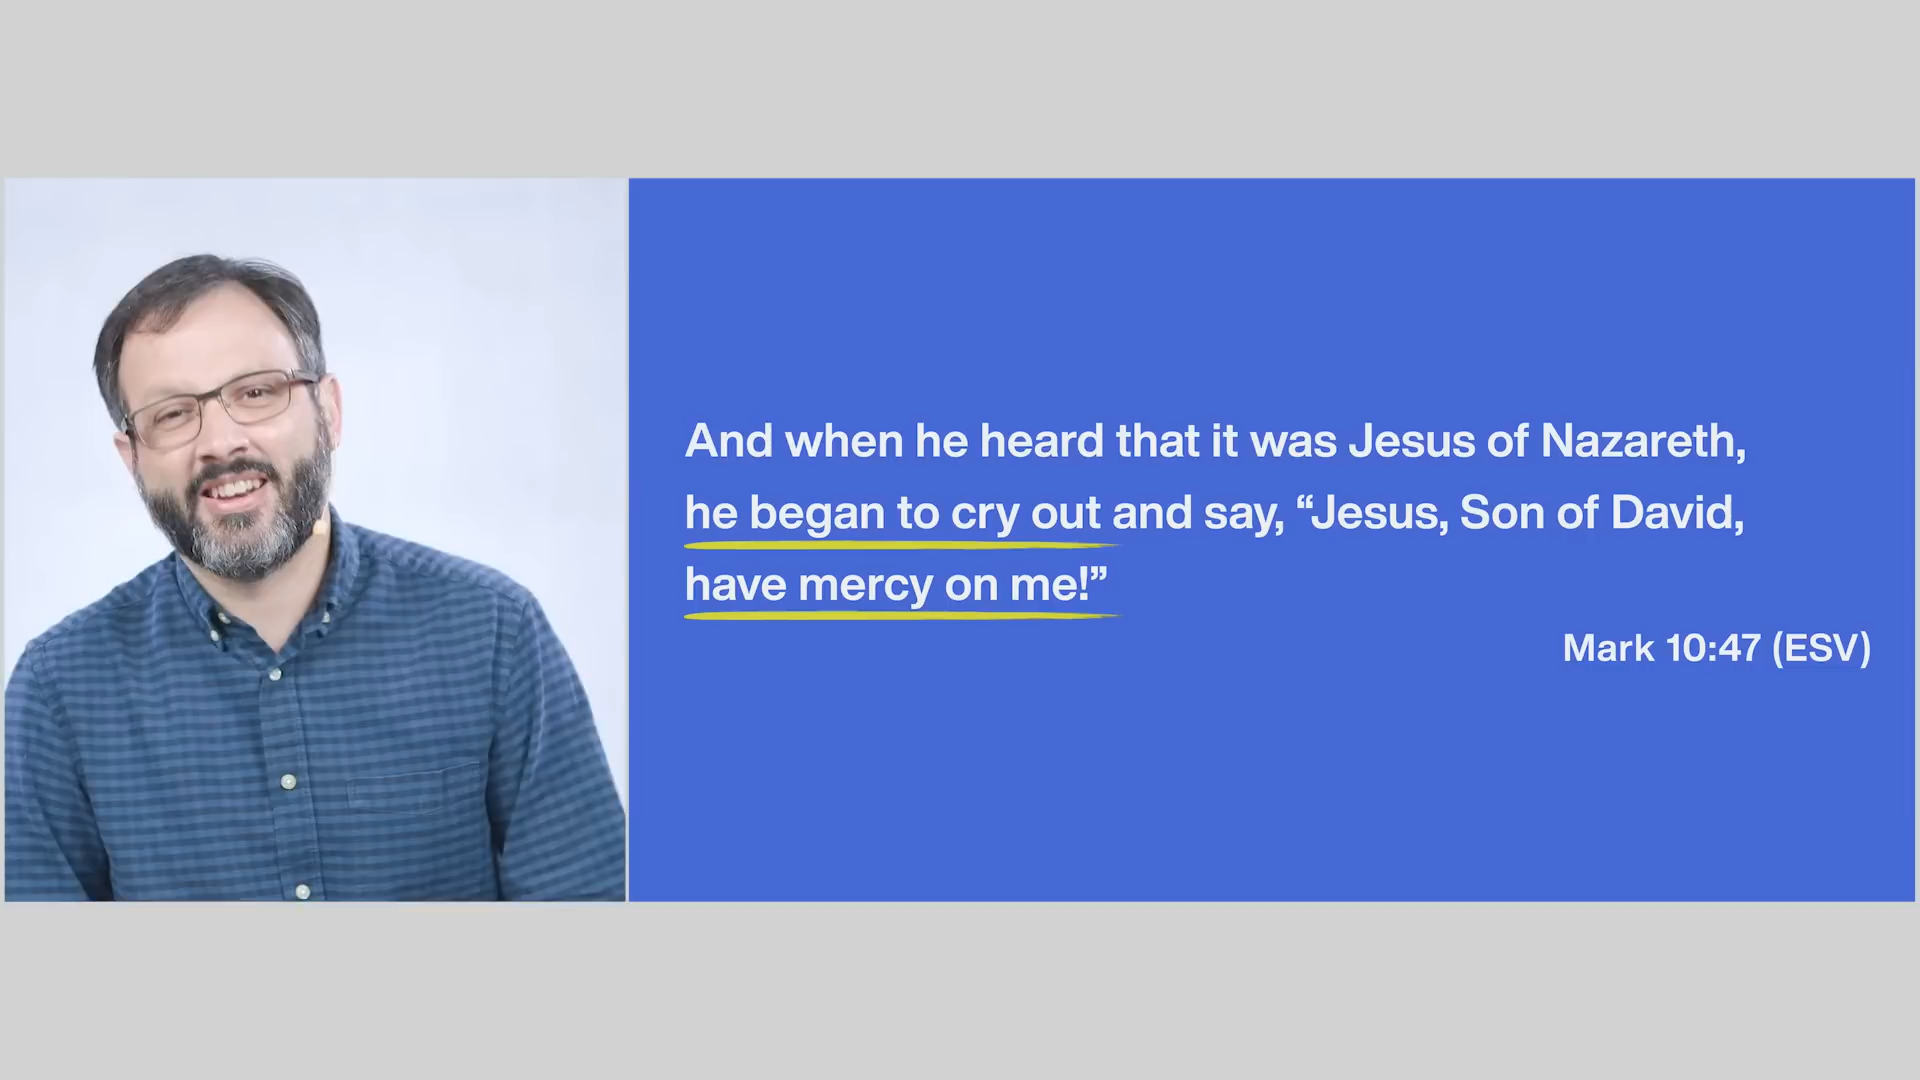 And when he heard that it was Jesus of Nazareth,
he began to cry out and say, “Jesus, Son of David,
have mercy on me!”
Mark 10:47 (ESV)